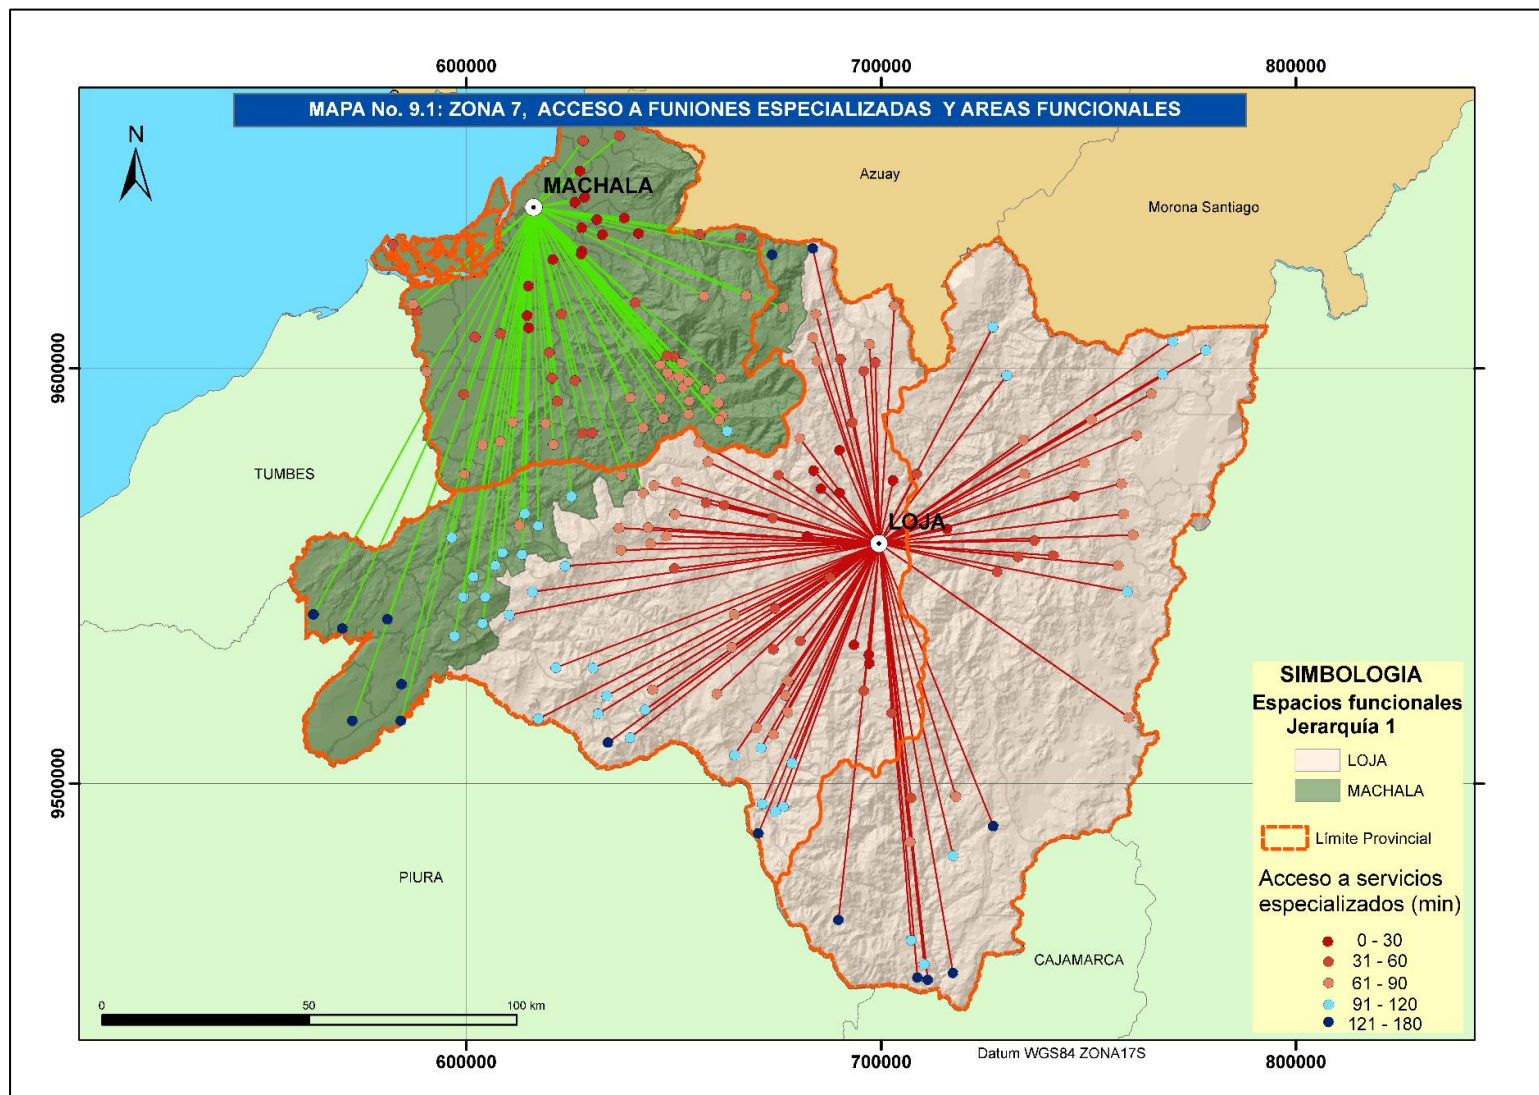 600000
700000
800000
MAPA No. 9.1: ZONA 7, ACCESO A FUNIONES ESPECIALIZADAS Y AREAS FUNCIONALES
N
Azuay
MACHALA
Morona Santiago
9600000
TUMBES
LOJA
SIMBOLOGIA
Espacios funcionales
Jerarquía 1
LOJA
MACHALA
Límite Provincial
Acceso a servicios
especializados (min)
0 - 30
31 - 60
61 - 90
91 - 120
121 - 180
9500000
PIURA
CAJAMARCA
0 50 100 km
Datum WGS84 ZONA17S
600000
700000
800000